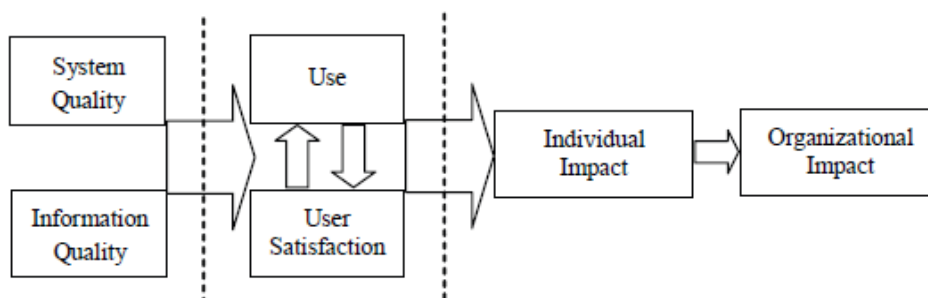 System
Quality
Information
Quality
Use
User
Satisfaction
Individual
Impact
Organizational
Impact